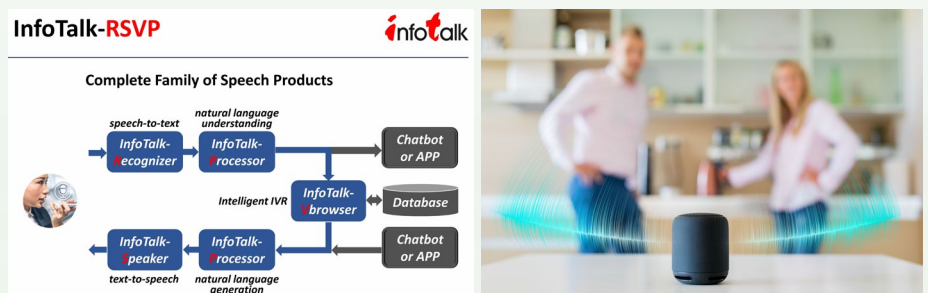 InfoTalk-RSVP
infotalk
Complete Family of Speech Products
speech-to-text
natural language
understanding
InfoTalk-
Recognizer
InfoTalk-
Processor
Chatbot
or APP
Intelligent IVR
InfoTalk-
Vbrowser
Database
InfoTalk-
Speaker
InfoTalk-
Processor
Chatbot
or APP
text-to-speech
natural language
generation